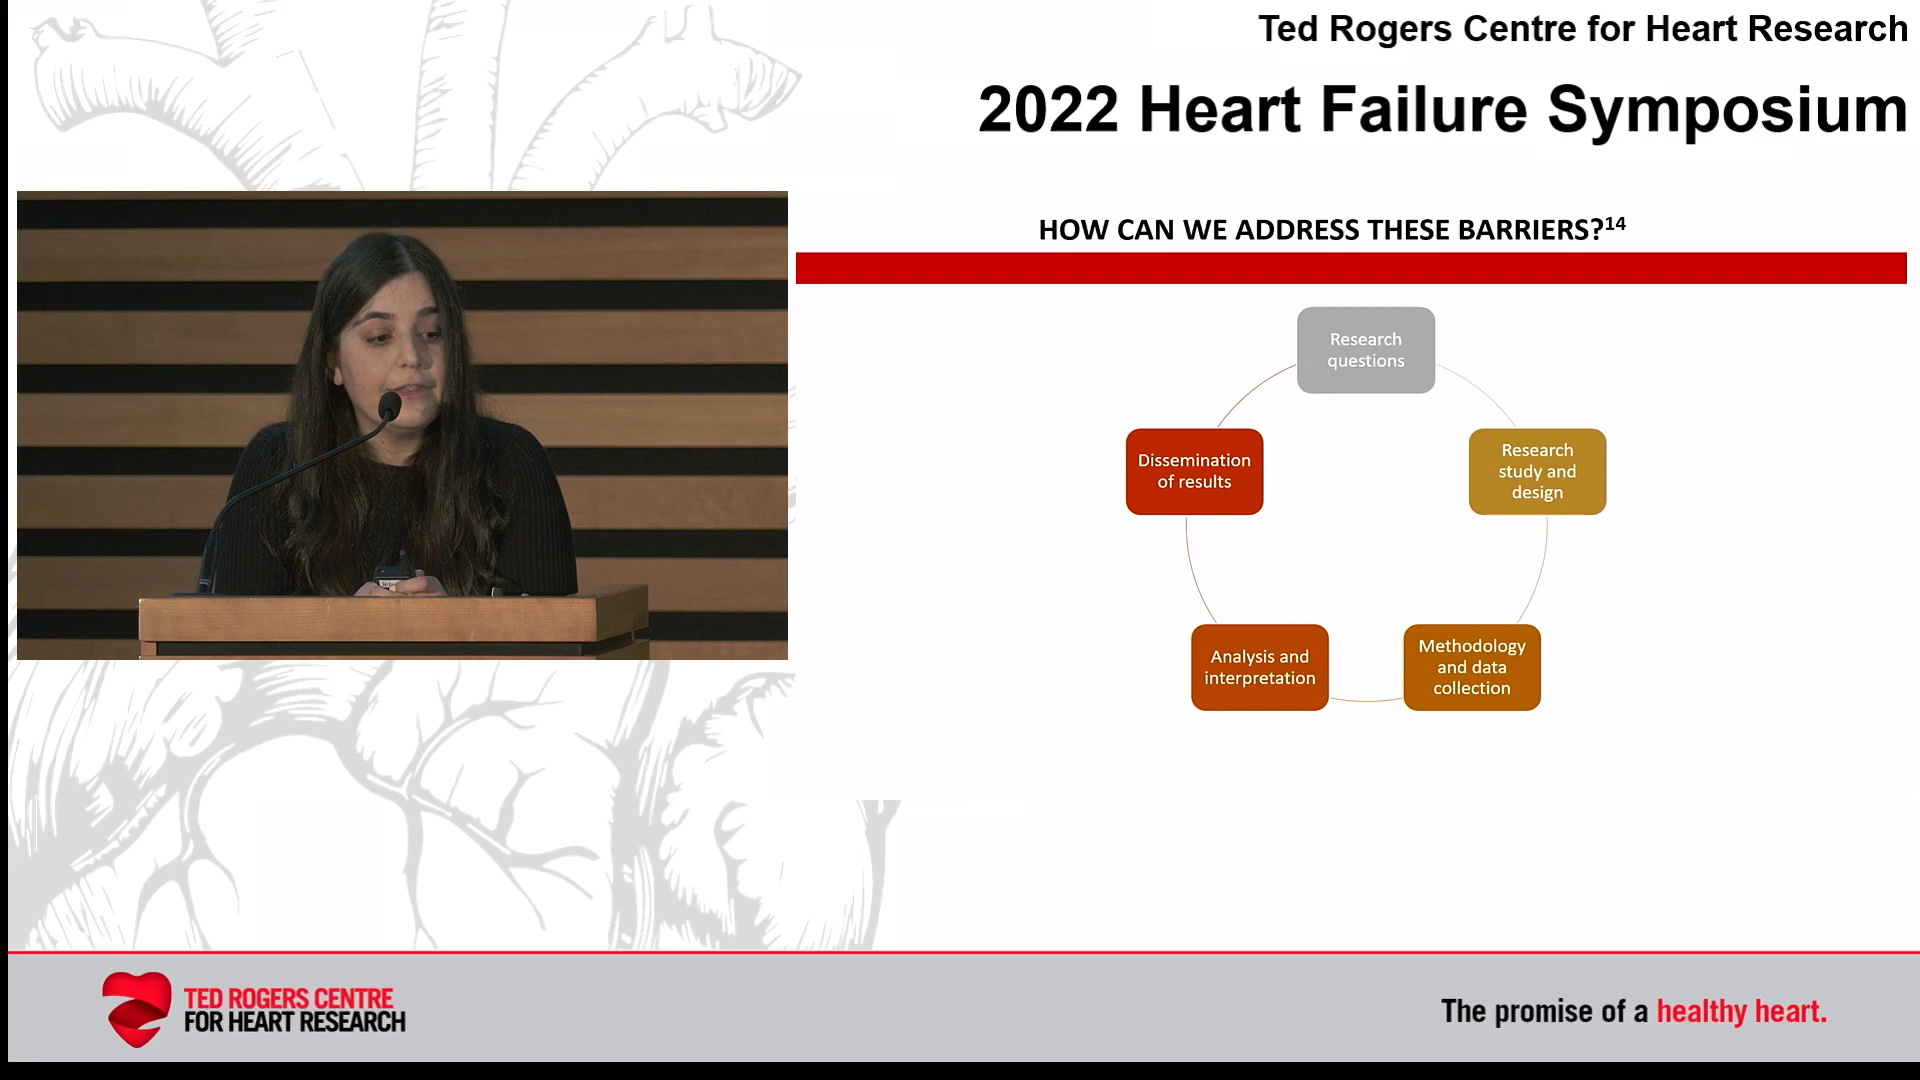 Ted Rogers Centre for Heart Research
2022 Heart Failure Symposium
HOW CAN WE ADDRESS THESE BARRIERS?¹⁴
Research
questions
Research
study and
design
Methodology
and data
collection
Analysis and
interpretation
Dissemination
of results
TED ROGERS CENTRE
FOR HEART RESEARCH
The promise of a healthy heart.